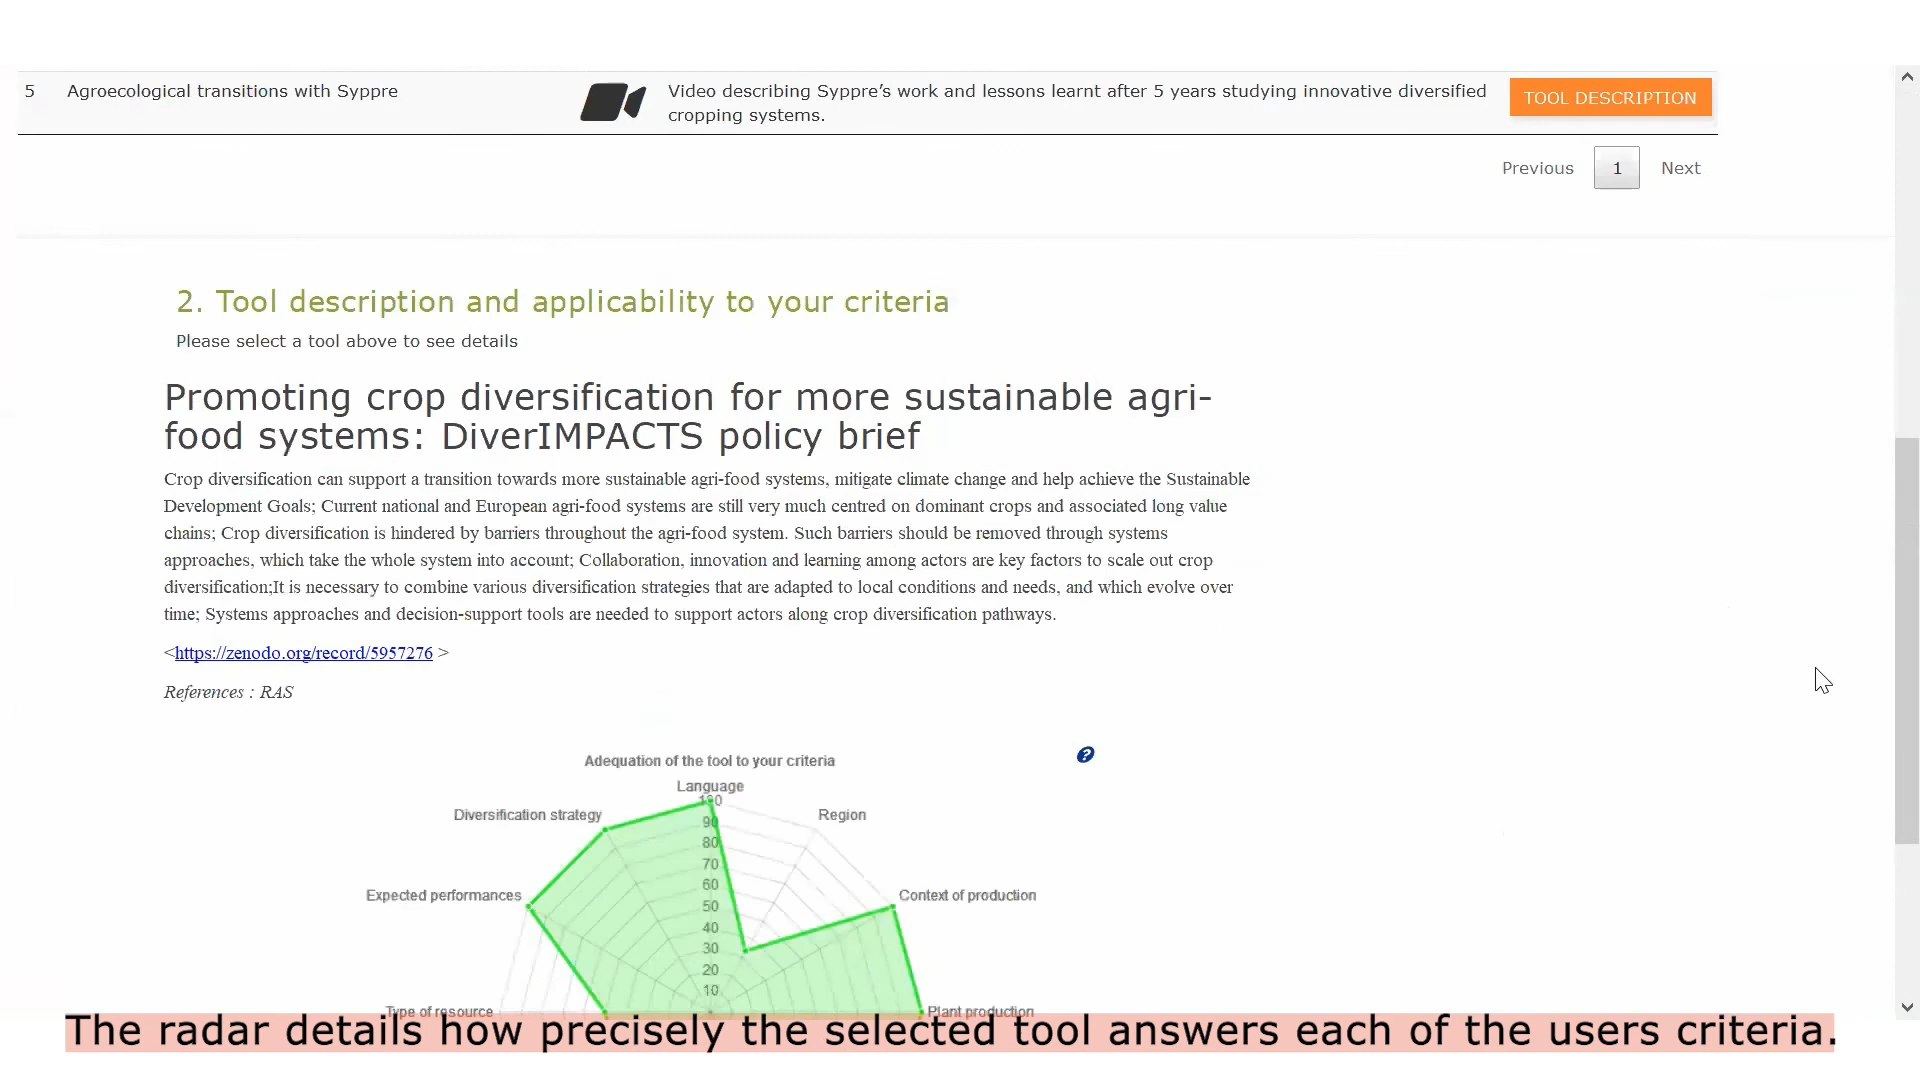 5 Agroecological transitions with Syppre Video describing Syppre’s work and lessons learnt after 5 years studying innovative diversified TOOL DESCRIPTION
cropping systems.
Previous 1 Next
2. Tool description and applicability to your criteria
Please select a tool above to see details
Promoting crop diversification for more sustainable agri-
food systems: DiverIMPACTS policy brief
Crop diversification can support a transition towards more sustainable agri-food systems, mitigate climate change and help achieve the Sustainable
Development Goals; Current national and European agri-food systems are still very much centred on dominant crops and associated long value
chains; Crop diversification is hindered by barriers throughout the agri-food system. Such barriers should be removed through systems
approaches, which take the whole system into account; Collaboration, innovation and learning among actors are key factors to scale out crop
diversification;It is necessary to combine various diversification strategies that are adapted to local conditions and needs, and which evolve over
time; Systems approaches and decision-support tools are needed to support actors along crop diversification pathways.
<https://zenodo.org/record/5957276 >
References : RAS
?
Adequation of the tool to your criteria
Language
100
Diversification strategy Region
90
80
70
60
Expected performances Context of production
50
40
30
20
10
Type of resource Plant production
The radar details how precisely the selected tool answers each of the users criteria.